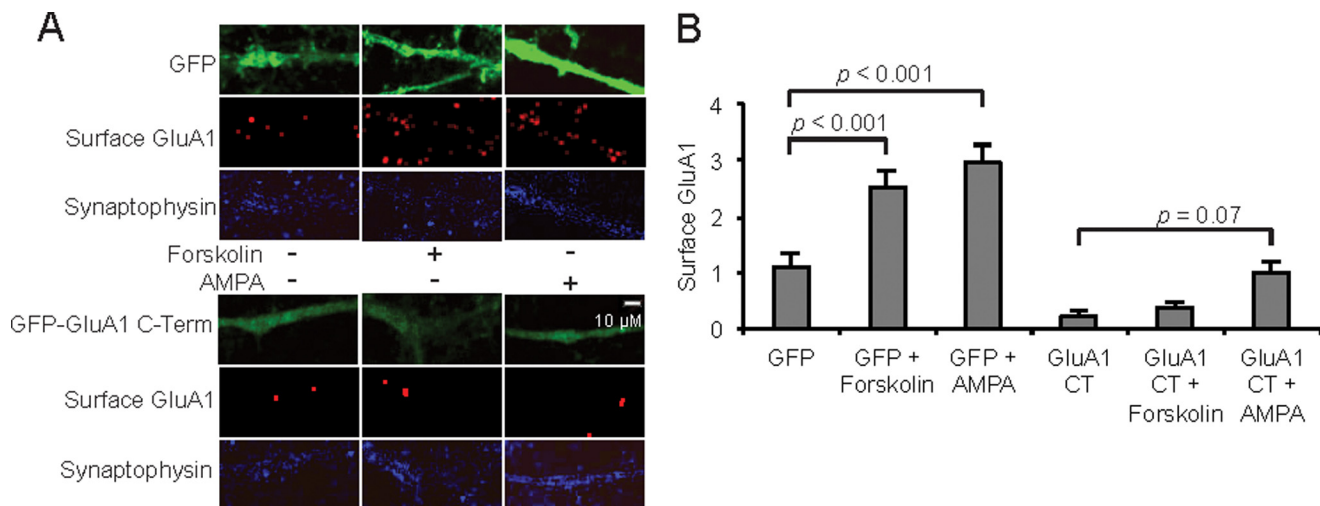 A
GFP
Surface GluA1
Synaptophysin
Forskolin - + -
AMPA - - +
GFP-GluA1 C-Term
10 µM
Surface GluA1
Synaptophysin
B
p < 0.001
p < 0.001
p = 0.07
Surface GluA1
4
3
2
1
0
GFP
GFP +
Forskolin
GFP +
AMPA
GluA1
CT
GluA1
CT +
Forskolin
GluA1
CT +
AMPA